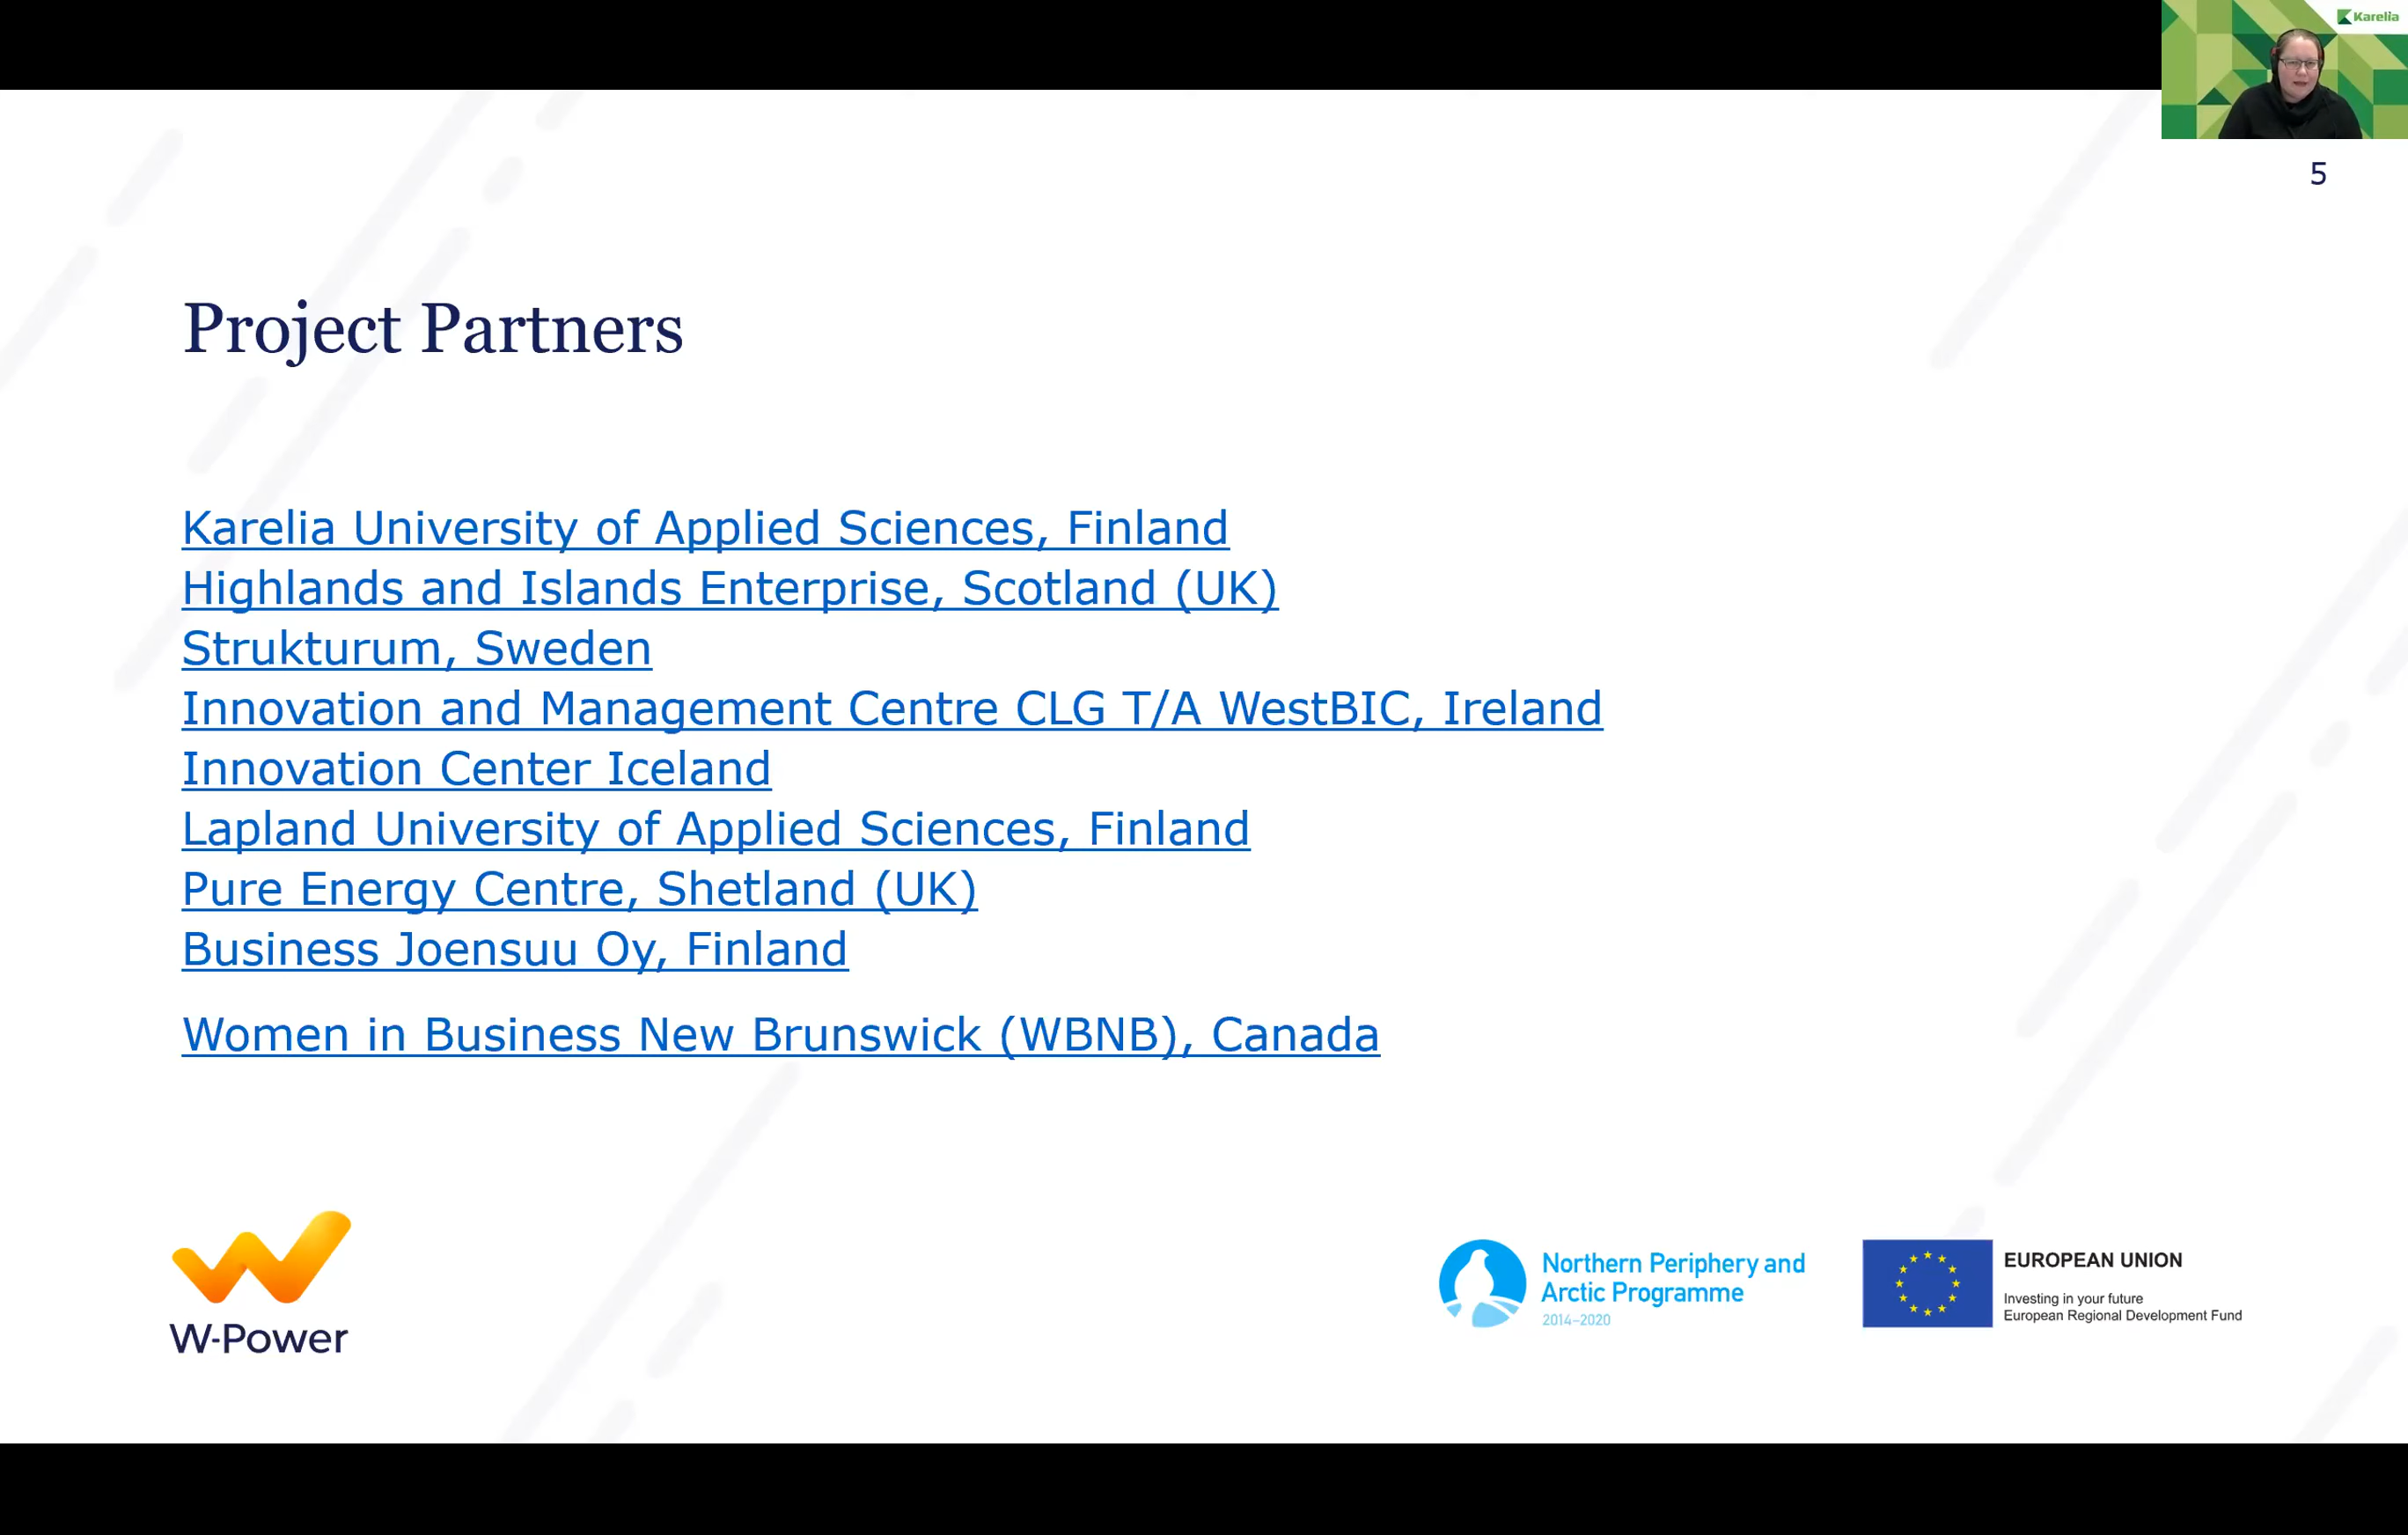 Karelia
5
Project Partners
Karelia University of Applied Sciences, Finland
Highlands and Islands Enterprise, Scotland (UK)
Strukturum, Sweden
Innovation and Management Centre CLG T/A WestBIC, Ireland
Innovation Center Iceland
Lapland University of Applied Sciences, Finland
Pure Energy Centre, Shetland (UK)
Business Joensuu Oy, Finland
Women in Business New Brunswick (WBNB), Canada
W-Power
Northern Periphery and
Arctic Programme
2014–2020
EUROPEAN UNION
Investing in your future
European Regional Development Fund